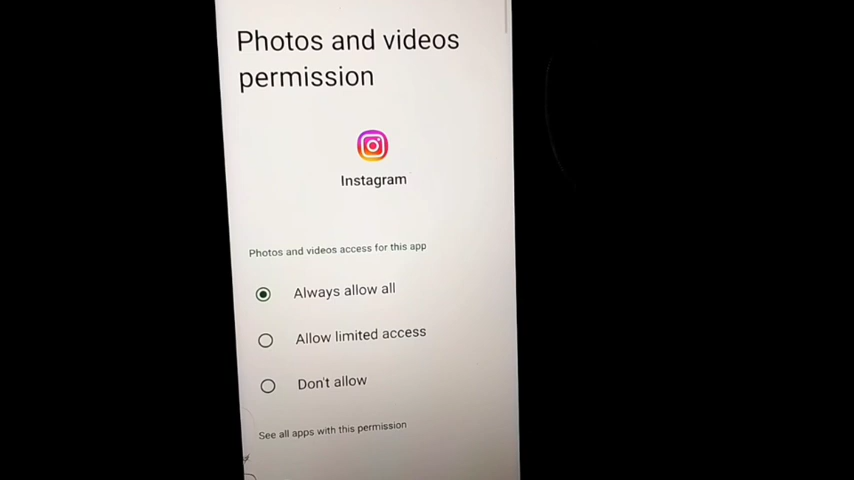 Photos and videos
permission
Instagram
Photos and videos access for this app
Always allow all
Allow limited access
Don't allow
See all apps with this permission